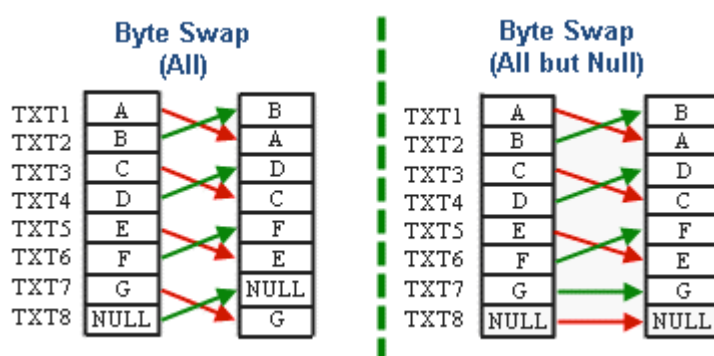 Byte Swap
(All)
TXT1 A B
TXT2 B A
TXT3 C D
TXT4 D C
TXT5 E F
TXT6 F E
TXT7 G NULL
TXT8 NULL G
Byte Swap
(All but Null)
TXT1 A B
TXT2 B A
TXT3 C D
TXT4 D C
TXT5 E F
TXT6 F E
TXT7 G G
TXT8 NULL NULL